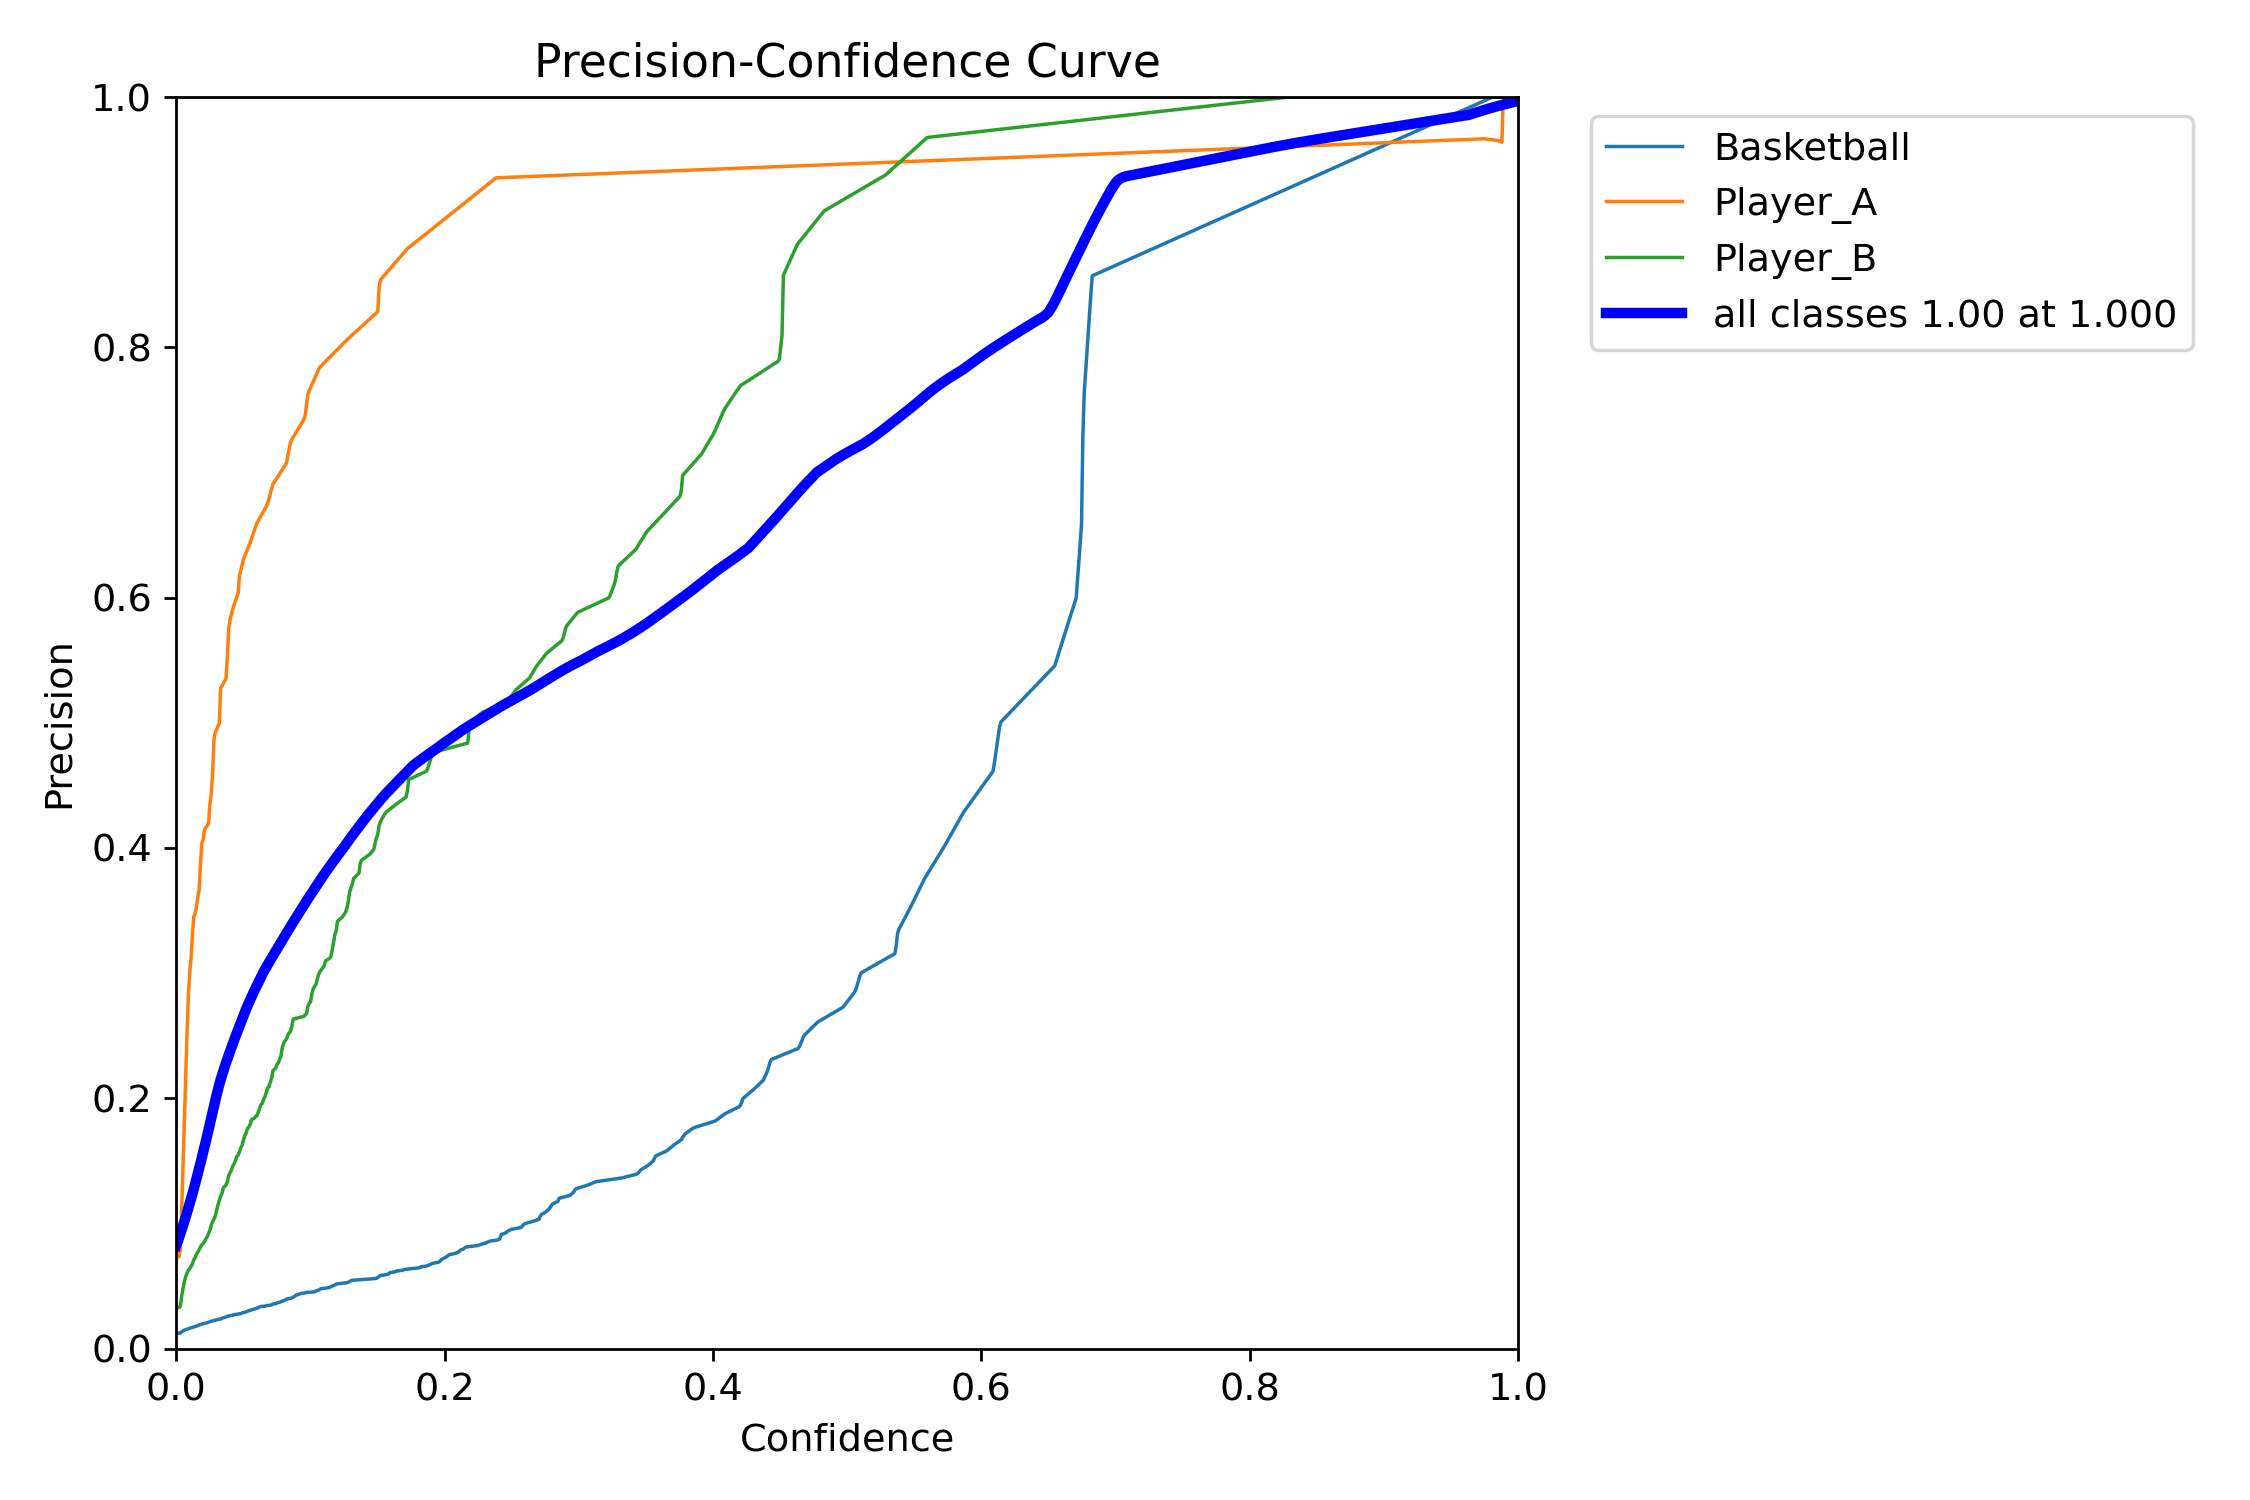 Precision-Confidence Curve
1.0
0.8
0.6
0.4
0.2
0.0
Precision
0.0 0.2 0.4 0.6 0.8 1.0
Confidence
Basketball
Player_A
Player_B
all classes 1.00 at 1.000